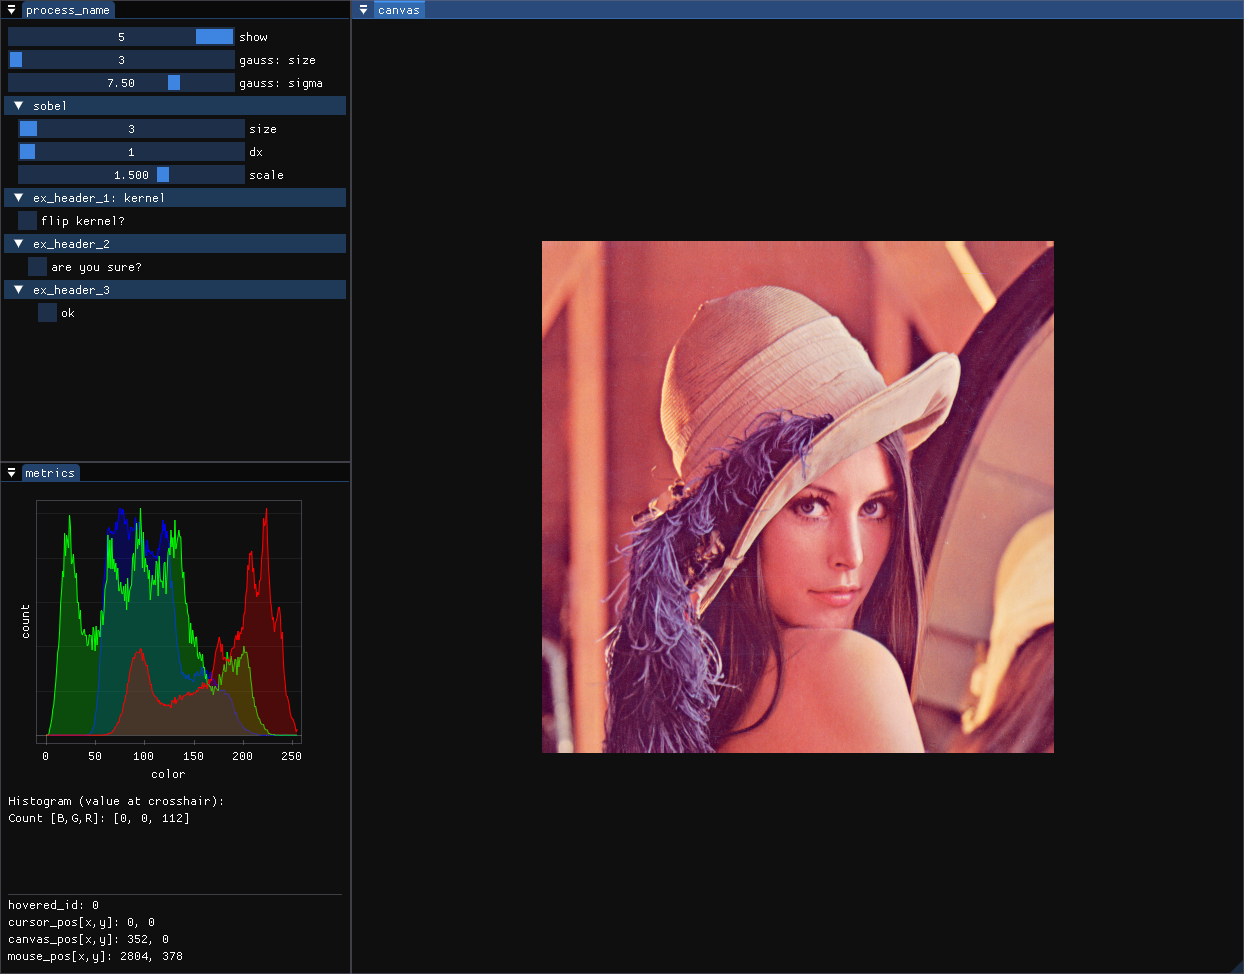 process_name
5 show
3 gauss: size
7.50 gauss: sigma
sobel
3 size
1 dx
1.500 scale
ex_header_1: kernel
flip kernel?
ex_header_2
are you sure?
ex_header_3
ok
metrics
count
0 50 100 150 200 250
color
Histogram (value at crosshair):
Count [B,G,R]: [0, 0, 112]
hovered_id: 0
cursor_pos[x,y]: 0, 0
canvas_pos[x,y]: 352, 0
mouse_pos[x,y]: 2804, 378
canvas